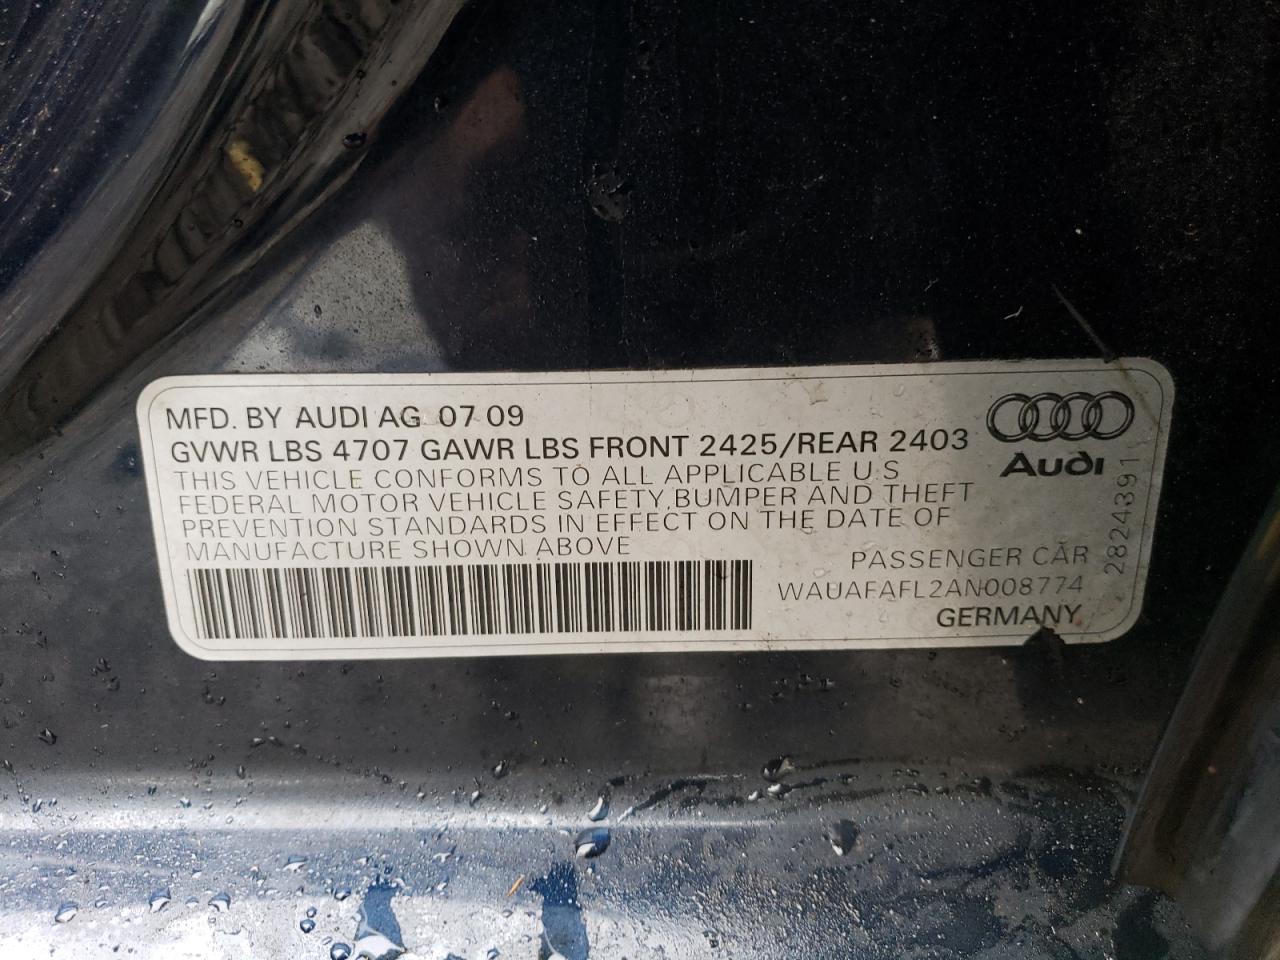 MFD. BY AUDI AG 07 09
GVWR LBS 4707 GAWR LBS FRONT 2425/REAR 2403
THIS VEHICLE CONFORMS TO ALL APPLICABLE U.S
FEDERAL MOTOR VEHICLE SAFETY,BUMPER AND THEFT
PREVENTION STANDARDS IN EFFECT ON THE DATE OF
MANUFACTURE SHOWN ABOVE
Audi
2824391
PASSENGER CAR
WAUAFAFL2AN008774
GERMANY